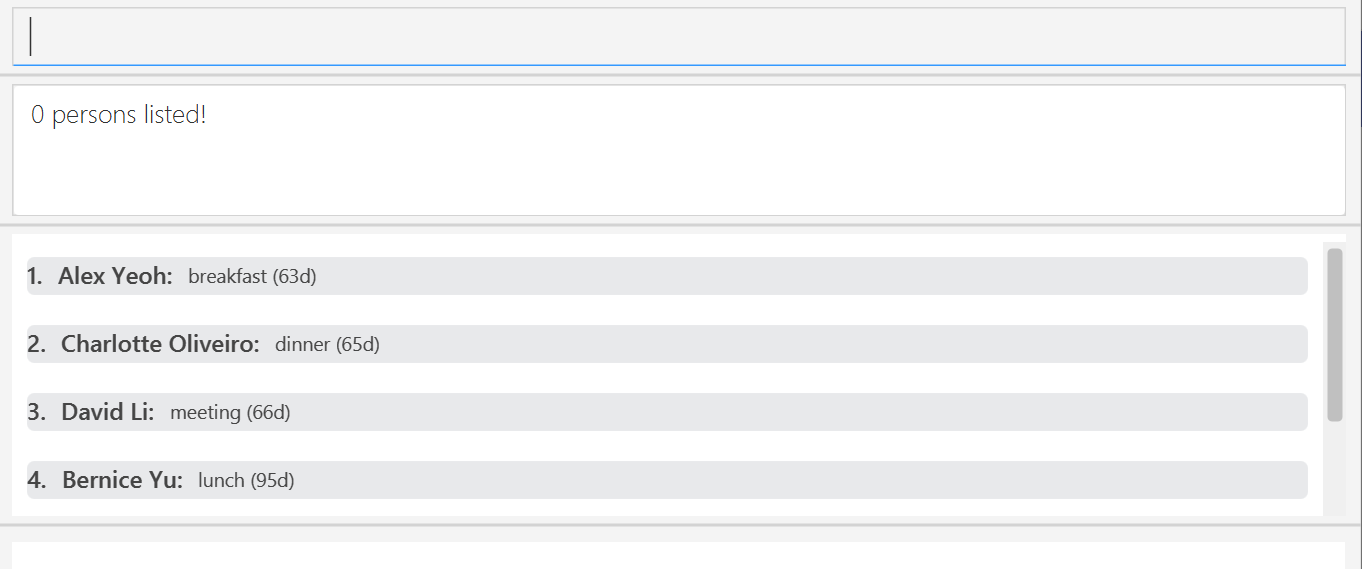 0 persons listed!
1. Alex Yeoh: breakfast (63d)
2. Charlotte Oliveiro: dinner (65d)
3. David Li: meeting (66d)
4. Bernice Yu: lunch (95d)